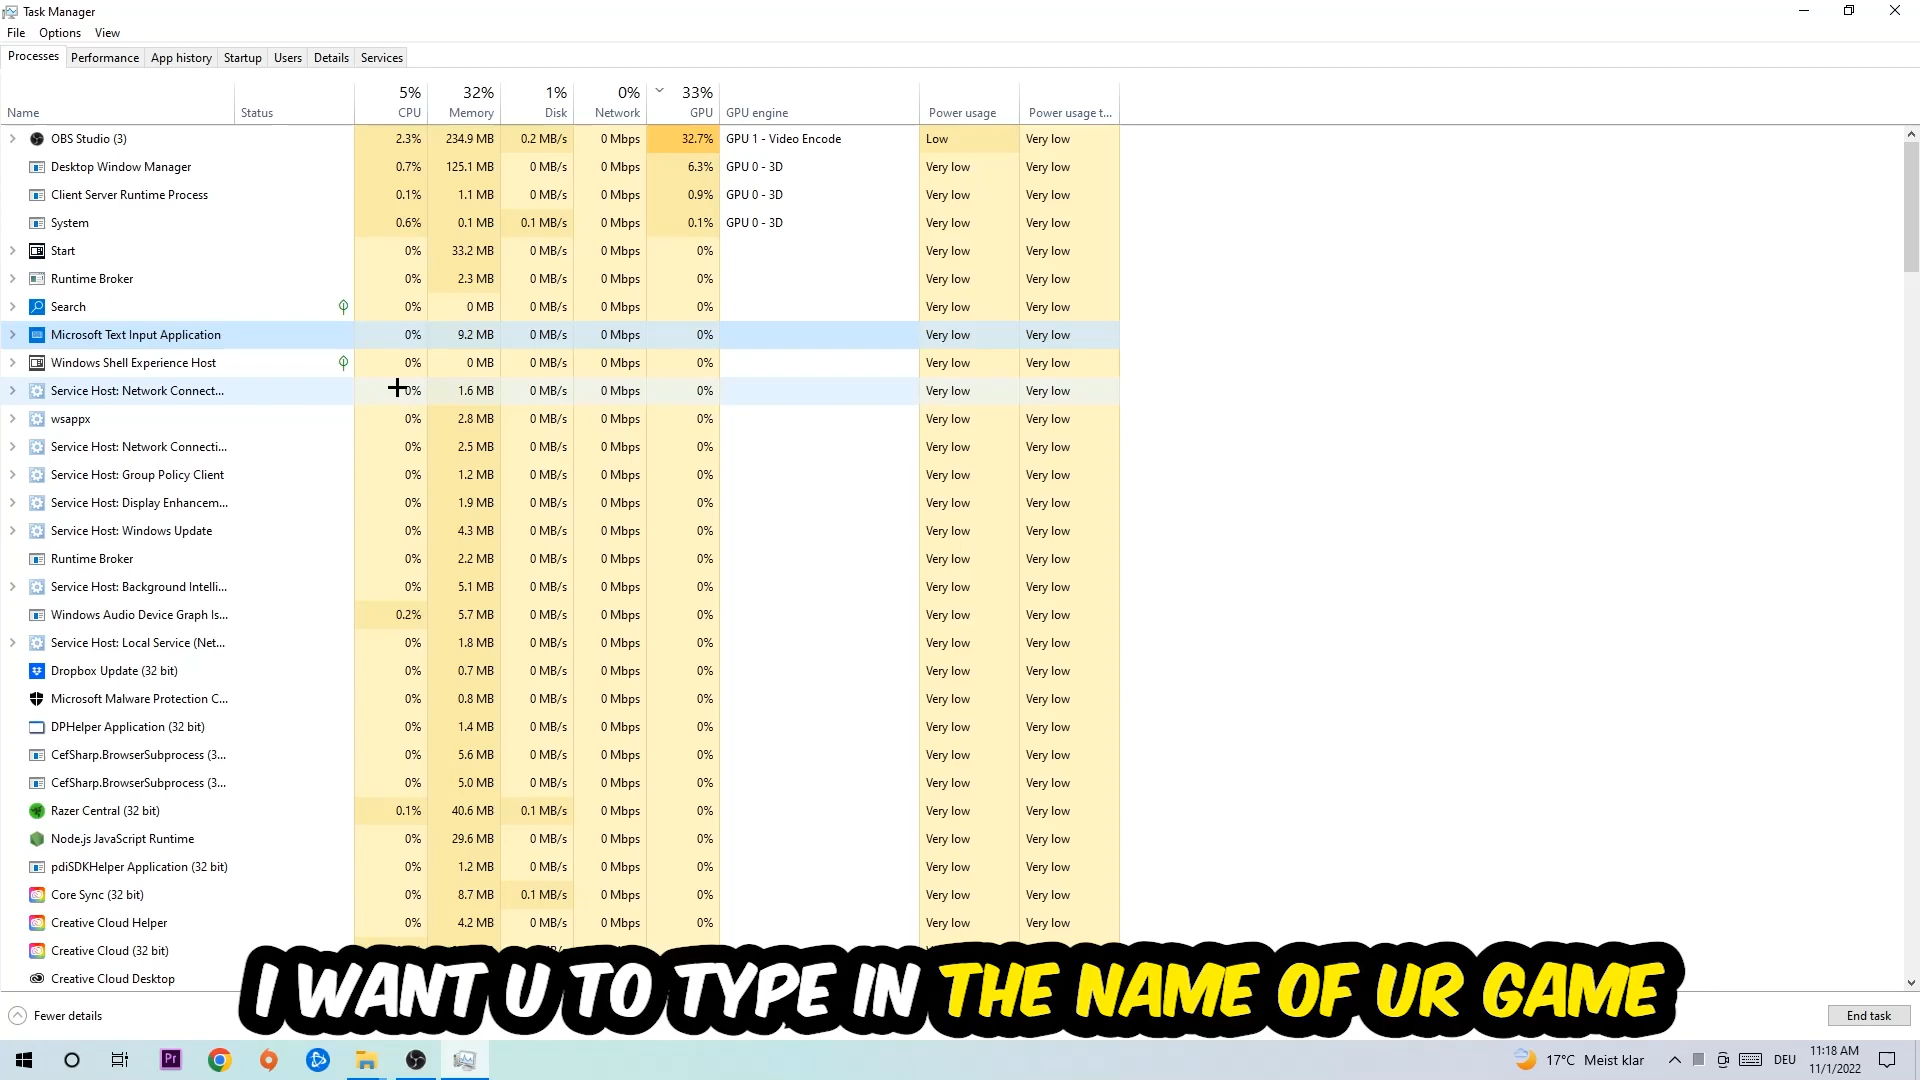 Task Manager
File Options View
Processes Performance App history Startup Users Details Services
5% 32% 1% 0% 33%
Name Status CPU Memory Disk Network GPU GPU engine Power usage Power usage t...
OBS Studio (3) 2.3% 234.9 MB 0.2 MB/s 0 Mbps 32.7% GPU 1 - Video Encode Low Very low
Desktop Window Manager 0.7% 125.1 MB 0 MB/s 0 Mbps 6.3% GPU 0 - 3D Very low Very low
Client Server Runtime Process 0.1% 1.1 MB 0 MB/s 0 Mbps 0.9% GPU 0 - 3D Very low Very low
System 0.6% 0.1 MB 0.1 MB/s 0 Mbps 0.1% GPU 0 - 3D Very low Very low
Start 0% 33.2 MB 0 MB/s 0 Mbps 0% Very low Very low
Runtime Broker 0% 2.3 MB 0 MB/s 0 Mbps 0% Very low Very low
Search 0% 0 MB 0 MB/s 0 Mbps 0% Very low Very low
Microsoft Text Input Application 0% 9.2 MB 0 MB/s 0 Mbps 0% Very low Very low
Windows Shell Experience Host 0% 0 MB 0 MB/s 0 Mbps 0% Very low Very low
Service Host: Network Connect... 0% 1.6 MB 0 MB/s 0 Mbps 0% Very low Very low
wsappx 0% 2.8 MB 0 MB/s 0 Mbps 0% Very low Very low
Service Host: Network Connecti... 0% 2.5 MB 0 MB/s 0 Mbps 0% Very low Very low
Service Host: Group Policy Client 0% 1.2 MB 0 MB/s 0 Mbps 0% Very low Very low
Service Host: Display Enhancem... 0% 1.9 MB 0 MB/s 0 Mbps 0% Very low Very low
Service Host: Windows Update 0% 4.3 MB 0 MB/s 0 Mbps 0% Very low Very low
Runtime Broker 0% 2.2 MB 0 MB/s 0 Mbps 0% Very low Very low
Service Host: Background Intelli... 0% 5.1 MB 0 MB/s 0 Mbps 0% Very low Very low
Windows Audio Device Graph Is... 0.2% 5.7 MB 0 MB/s 0 Mbps 0% Very low Very low
Service Host: Local Service (Net... 0% 1.8 MB 0 MB/s 0 Mbps 0% Very low Very low
Dropbox Update (32 bit) 0% 0.7 MB 0 MB/s 0 Mbps 0% Very low Very low
Microsoft Malware Protection C... 0% 0.8 MB 0 MB/s 0 Mbps 0% Very low Very low
DPHelper Application (32 bit) 0% 1.4 MB 0 MB/s 0 Mbps 0% Very low Very low
CefSharp.BrowserSubprocess (3... 0% 5.6 MB 0 MB/s 0 Mbps 0% Very low Very low
CefSharp.BrowserSubprocess (3... 0% 5.0 MB 0 MB/s 0 Mbps 0% Very low Very low
Razer Central (32 bit) 0.1% 40.6 MB 0.1 MB/s 0 Mbps 0% Very low Very low
Node.js JavaScript Runtime 0% 29.6 MB 0 MB/s 0 Mbps 0% Very low Very low
pdiSDKHelper Application (32 bit) 0% 1.2 MB 0 MB/s 0 Mbps 0% Very low Very low
Core Sync (32 bit) 0% 8.7 MB 0.1 MB/s 0 Mbps 0% Very low Very low
Creative Cloud Helper 0% 4.2 MB 0 MB/s 0 Mbps 0% Very low Very low
Creative Cloud (32 bit)
Creative Cloud Desktop
I WANT U TO TYPE IN THE NAME OF UR GAME
Fewer details End task
Pr 17°C Meist klar DEU 11:18 AM
11/1/2022